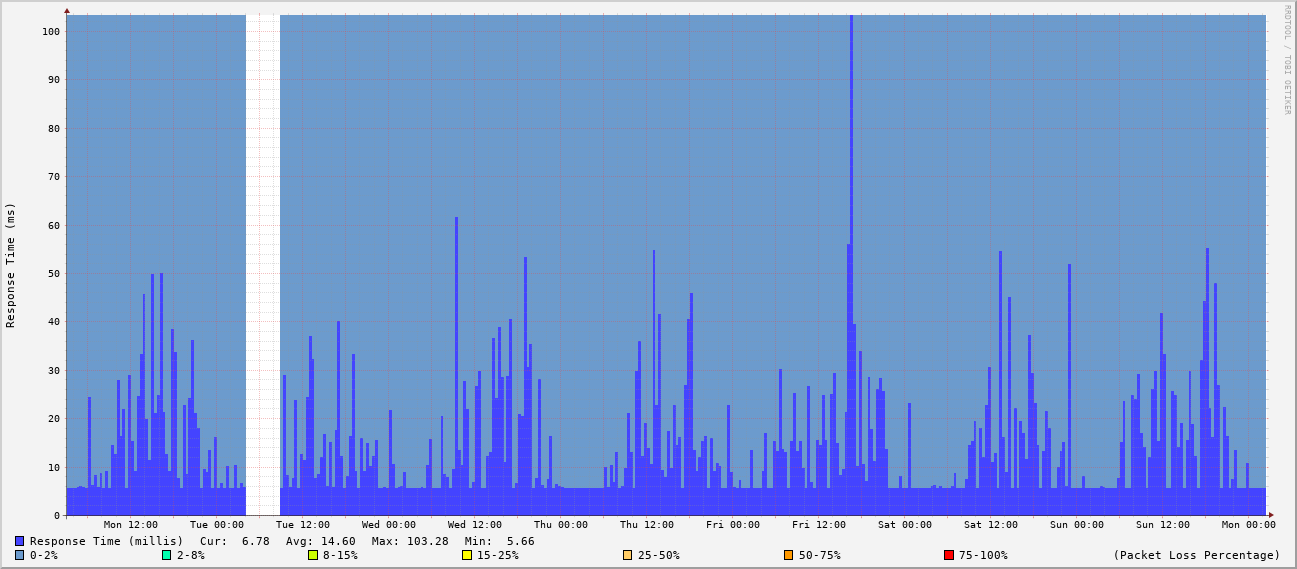 RRDTOOL / TOBI OETIKER
Response Time (ms)
100
90
80
70
60
50
40
30
20
10
0
Mon 12:00 Tue 00:00 Tue 12:00 Wed 00:00 Wed 12:00 Thu 00:00 Thu 12:00 Fri 00:00 Fri 12:00 Sat 00:00 Sat 12:00 Sun 00:00 Sun 12:00 Mon 00:00
Response Time (millis) Cur: 6.78 Avg: 14.60 Max: 103.28 Min: 5.66
0-2% 2-8% 8-15% 15-25% 25-50% 50-75% 75-100% (Packet Loss Percentage)